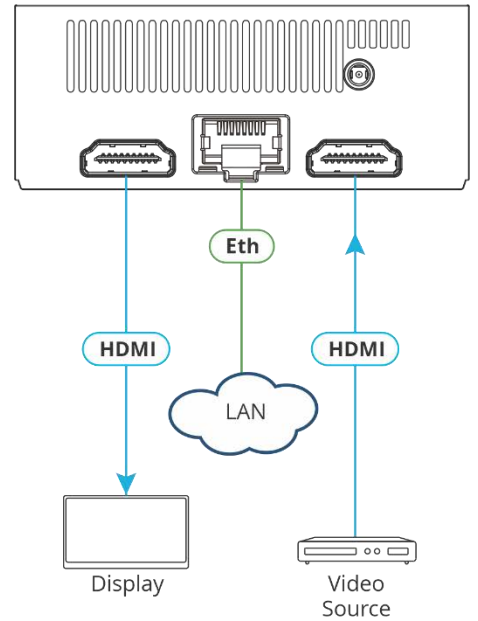 Eth
HDMI
HDMI
LAN
Display
Video
Source